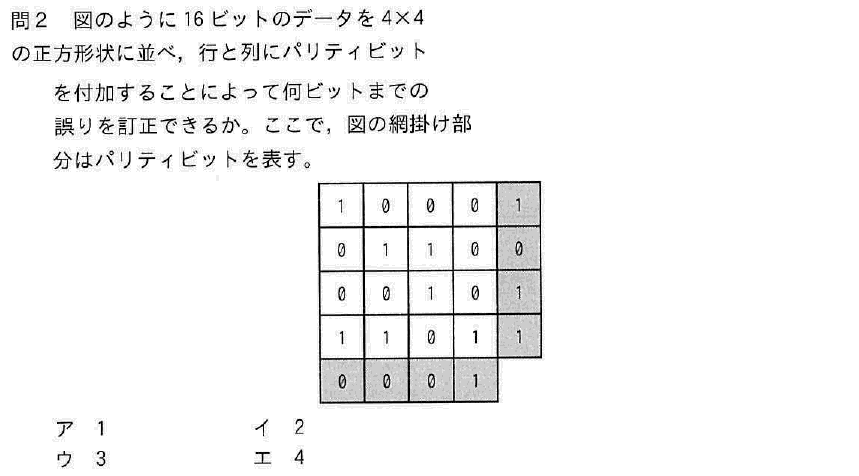 問2 図のように16ビットのデータを4×4
の正方形状に並べ，行と列にパリティビット
を付加することによって何ビットまでの
誤りを訂正できるか。ここで，図の網掛け部
分はパリティビットを表す。
1 0 0 0 1
0 1 1 0 0
0 0 1 0 1
1 1 0 1 1
0 0 0 1
ア 1 イ 2
ウ 3 エ 4